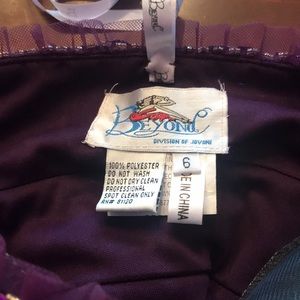 Beyond
DIVISION OF JOVANI
100% POLYESTER
DO NOT WASH
DO NOT DRY CLEAN
PROFESSIONAL
SPOT CLEAN ONLY
RN# 81120
6
MADE IN CHINA